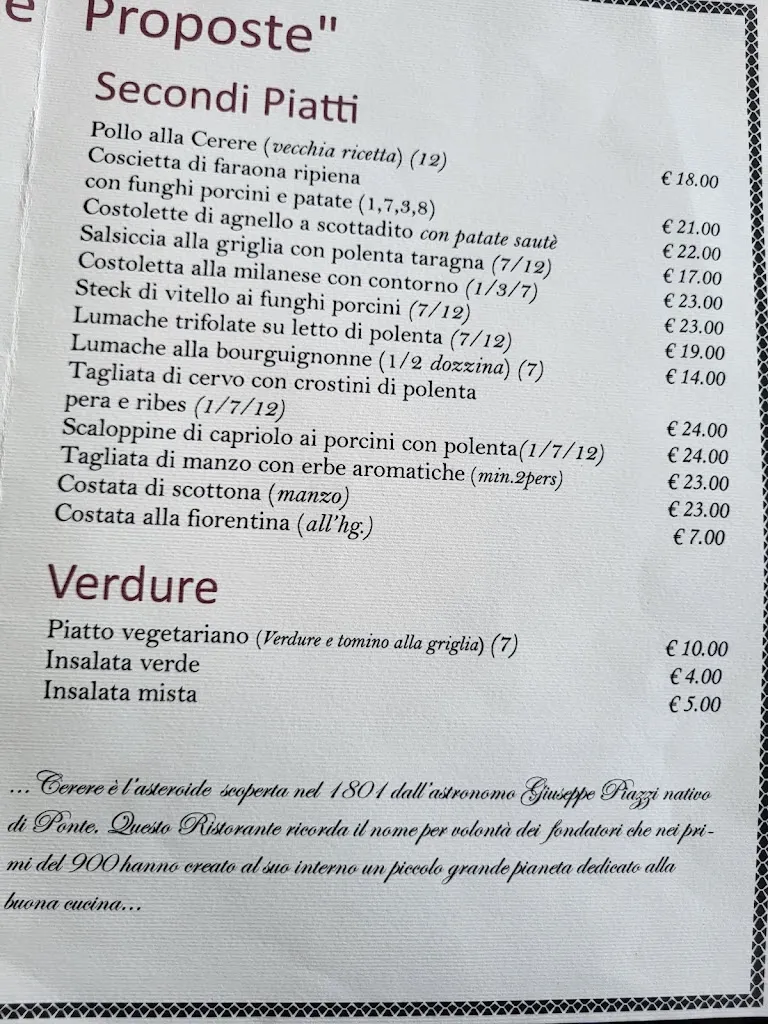 e Proposte"
Secondi Piatti
Pollo alla Cerere (vecchia ricetta) (12) € 18.00
Coscietta di faraona ripiena
con funghi porcini e patate (1,7,3,8) € 21.00
Costolette di agnello a scottadito con patate sautè € 22.00
Salsiccia alla griglia con polenta taragna (7/12) € 17.00
Costoletta alla milanese con contorno (1/3/7) € 23.00
Steck di vitello ai funghi porcini (7/12) € 23.00
Lumache trifolate su letto di polenta (7/12) € 19.00
Lumache alla bourguignonne (1/2 dozzina) (7) € 14.00
Tagliata di cervo con crostini di polenta
pera e ribes (1/7/12) € 24.00
Scaloppine di capriolo ai porcini con polenta(1/7/12) € 24.00
Tagliata di manzo con erbe aromatiche (min.2pers) € 23.00
Costata di scottona (manzo) € 23.00
Costata alla fiorentina (all'hg.) € 7.00
Verdure
Piatto vegetariano (Verdure e tomino alla griglia) (7) € 10.00
Insalata verde € 4.00
Insalata mista € 5.00
... Cerere è l'asteroide scoperta nel 1801 dall'astronomo Giuseppe Piazzi nativo
di Ponte. Questo Ristorante ricorda il nome per volontà dei fondatori che nei pri-
mi del 900 hanno creato al suo interno un piccolo grande pianeta dedicato alla
buona cucina...